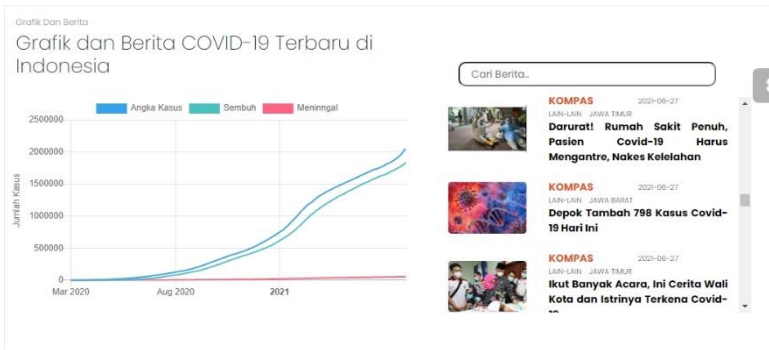 Grafik Dan Berita
Grafik dan Berita COVID-19 Terbaru di
Indonesia
Angka Kasus Sembuh Meninngal
Jumlah Kasus
2500000
2000000
1500000
1000000
500000
0
Mar 2020 Aug 2020 2021
Cari Berita..
KOMPAS 2021-06-27
LAIN-LAIN JAWA TIMUR
Darurat! Rumah Sakit Penuh,
Pasien Covid-19 Harus
Mengantre, Nakes Kelelahan
KOMPAS 2021-06-27
LAIN-LAIN JAWA BARAT
Depok Tambah 798 Kasus Covid-
19 Hari Ini
KOMPAS 2021-06-27
LAIN-LAIN JAWA TIMUR
Ikut Banyak Acara, Ini Cerita Wali
Kota dan Istrinya Terkena Covid-